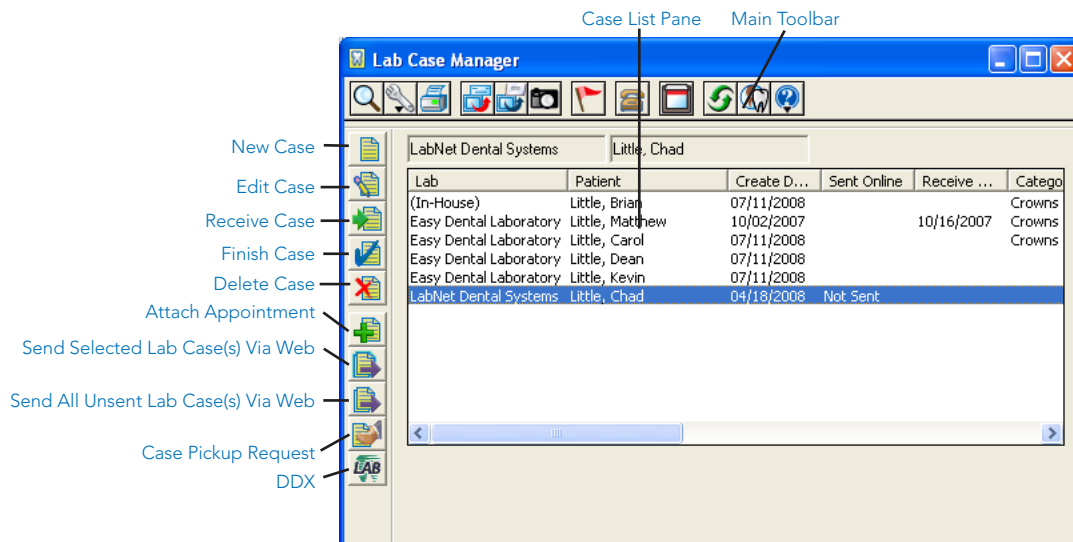 Case List Pane Main Toolbar
Lab Case Manager
New Case
Edit Case
Receive Case
Finish Case
Delete Case
Attach Appointment
Send Selected Lab Case(s) Via Web
Send All Unsent Lab Case(s) Via Web
Case Pickup Request
DDX
LAB
LabNet Dental Systems Little, Chad
Lab Patient Create D... Sent Online Receive ... Catego
(In-House) Little, Brian 07/11/2008 Crowns
Easy Dental Laboratory Little, Matthew 10/02/2007 10/16/2007 Crowns
Easy Dental Laboratory Little, Carol 07/11/2008 Crowns
Easy Dental Laboratory Little, Dean 07/11/2008
Easy Dental Laboratory Little, Kevin 07/11/2008
LabNet Dental Systems Little, Chad 04/18/2008 Not Sent